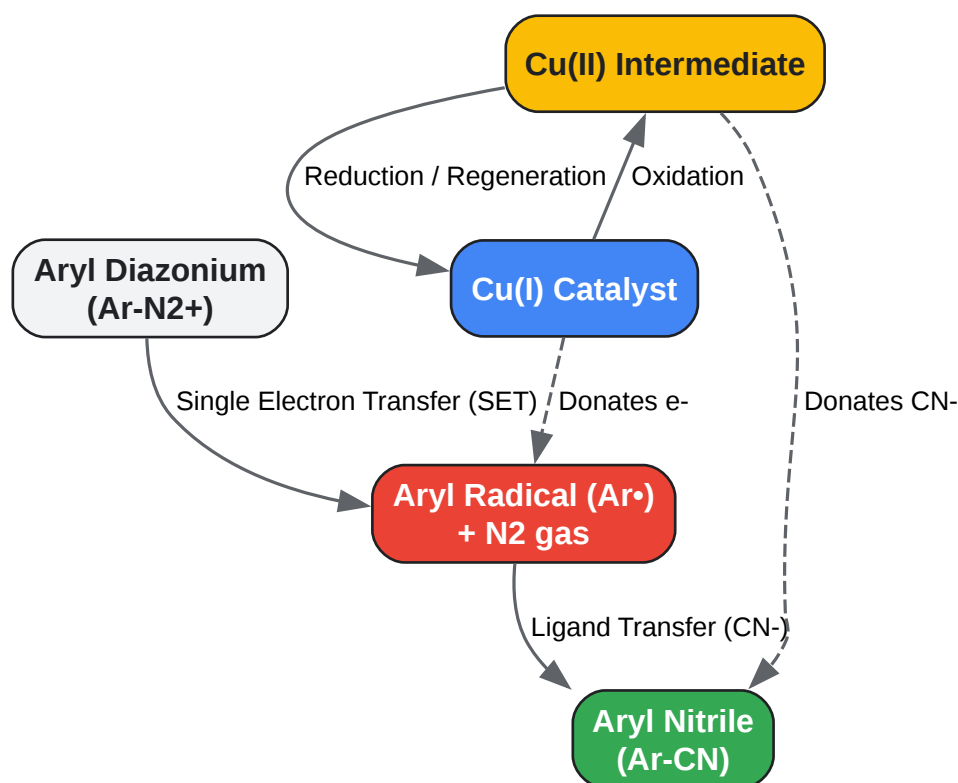 Cu(II) Intermediate
Reduction / Regeneration
Oxidation
Aryl Diazonium
(Ar-N2+)
Cu(I) Catalyst
Single Electron Transfer (SET)
Donates e-
Donates CN-
Aryl Radical (Ar•)
+ N2 gas
Ligand Transfer (CN-)
Aryl Nitrile
(Ar-CN)